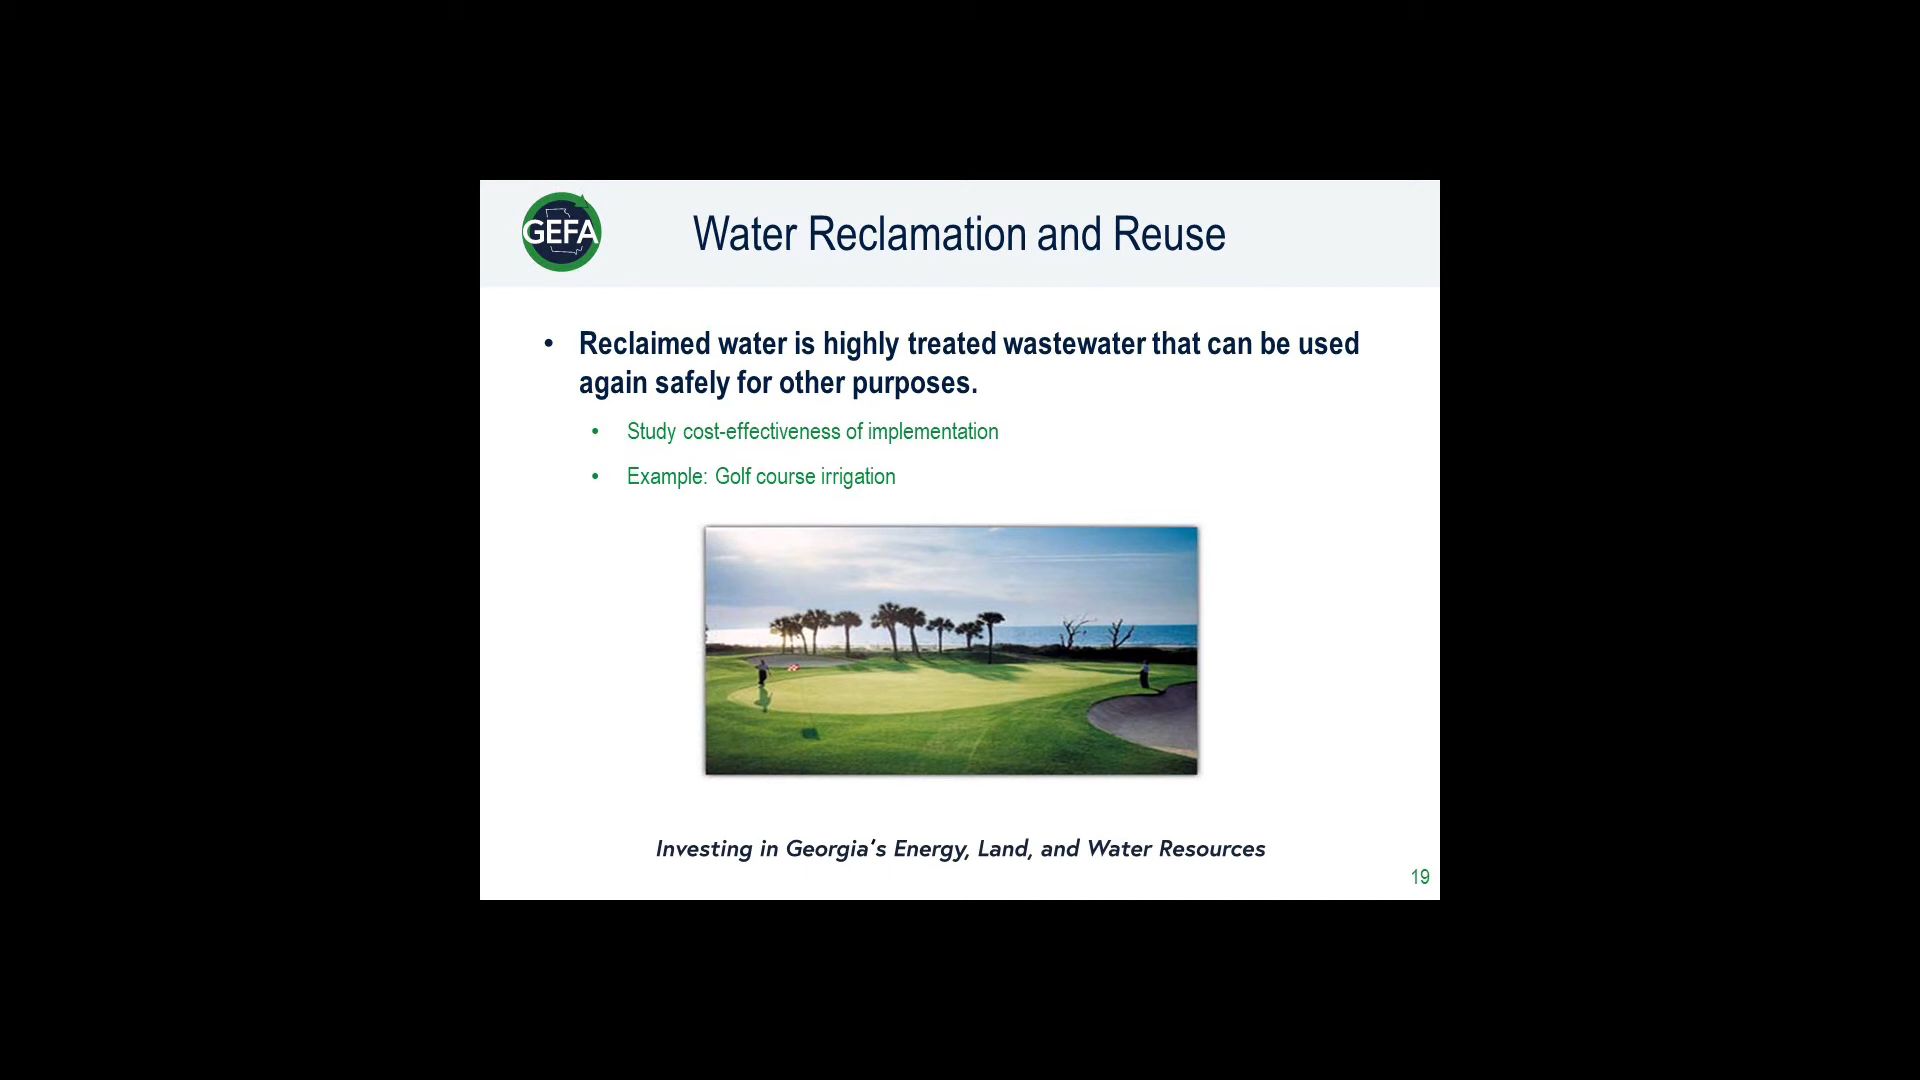 GEFA
Water Reclamation and Reuse
• Reclaimed water is highly treated wastewater that can be used
again safely for other purposes.
• Study cost-effectiveness of implementation
• Example: Golf course irrigation
Investing in Georgia's Energy, Land, and Water Resources
19